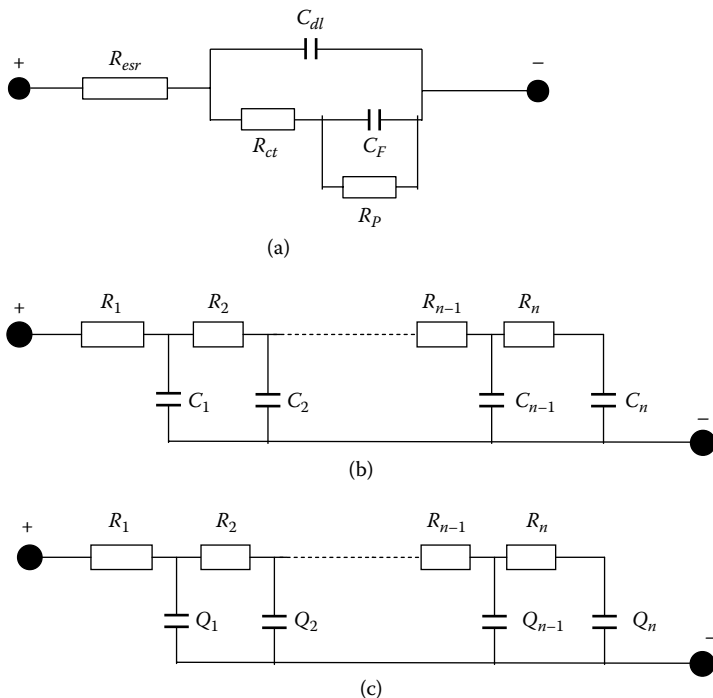 C_dl
+ R_esr −
R_ct C_F
R_P
(a)
+ R_1 R_2 R_n−1 R_n
C_1 C_2 C_n−1 C_n −
(b)
+ R_1 R_2 R_n−1 R_n
Q_1 Q_2 Q_n−1 Q_n −
(c)